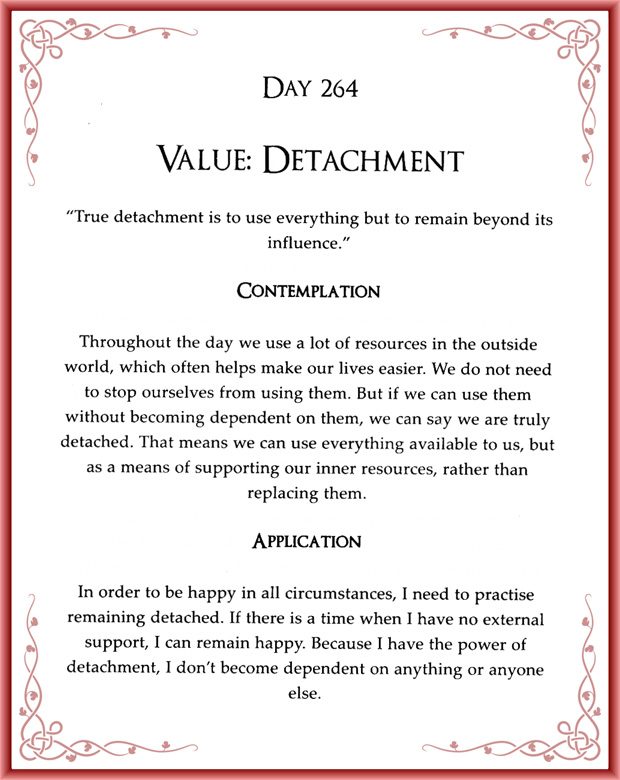 DAY 264
VALUE: DETACHMENT
“True detachment is to use everything but to remain beyond its
influence.”
CONTEMPLATION
Throughout the day we use a lot of resources in the outside
world, which often helps make our lives easier. We do not need
to stop ourselves from using them. But if we can use them
without becoming dependent on them, we can say we are truly
detached. That means we can use everything available to us, but
as a means of supporting our inner resources, rather than
replacing them.
APPLICATION
In order to be happy in all circumstances, I need to practise
remaining detached. If there is a time when I have no external
support, I can remain happy. Because I have the power of
detachment, I don’t become dependent on anything or anyone
else.